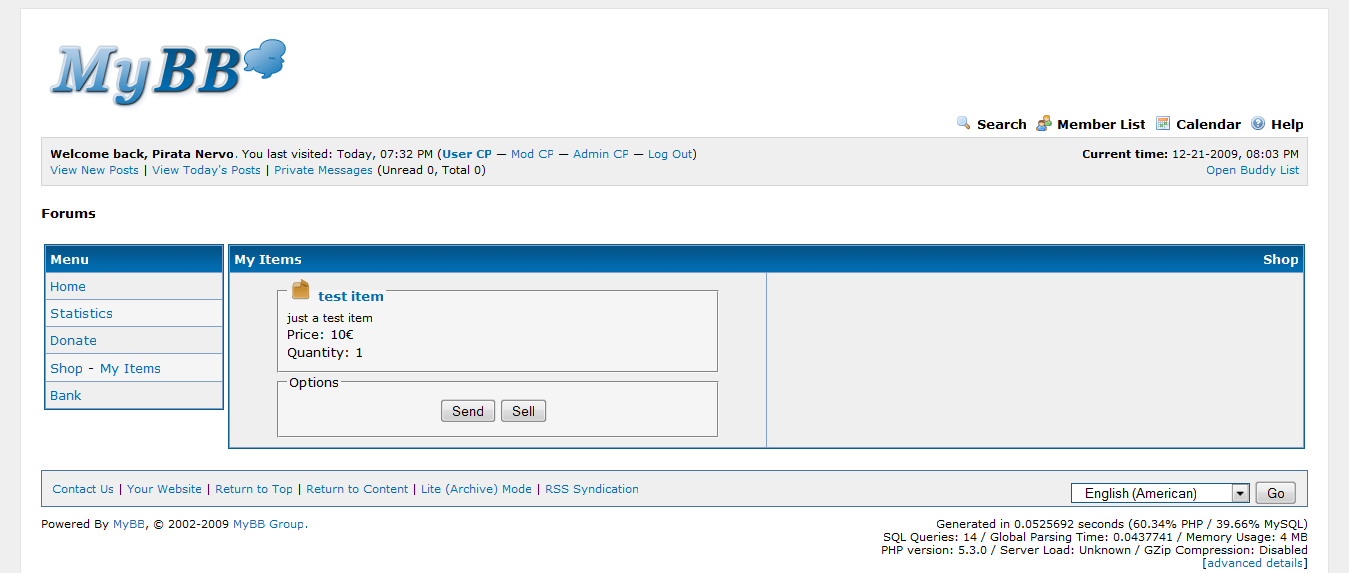 MyBB
Search Member List Calendar Help
Welcome back, Pirata Nervo. You last visited: Today, 07:32 PM (User CP — Mod CP — Admin CP — Log Out)
Current time: 12-21-2009, 08:03 PM
View New Posts | View Today's Posts | Private Messages (Unread 0, Total 0)
Open Buddy List
Forums
Menu
Home
Statistics
Donate
Shop - My Items
Bank
My Items
Shop
test item
just a test item
Price: 10€
Quantity: 1
Options
Send Sell
Contact Us | Your Website | Return to Top | Return to Content | Lite (Archive) Mode | RSS Syndication
English (American) Go
Powered By MyBB, © 2002-2009 MyBB Group.
Generated in 0.0525692 seconds (60.34% PHP / 39.66% MySQL)
SQL Queries: 14 / Global Parsing Time: 0.0437741 / Memory Usage: 4 MB
PHP version: 5.3.0 / Server Load: Unknown / GZip Compression: Disabled
[advanced details]